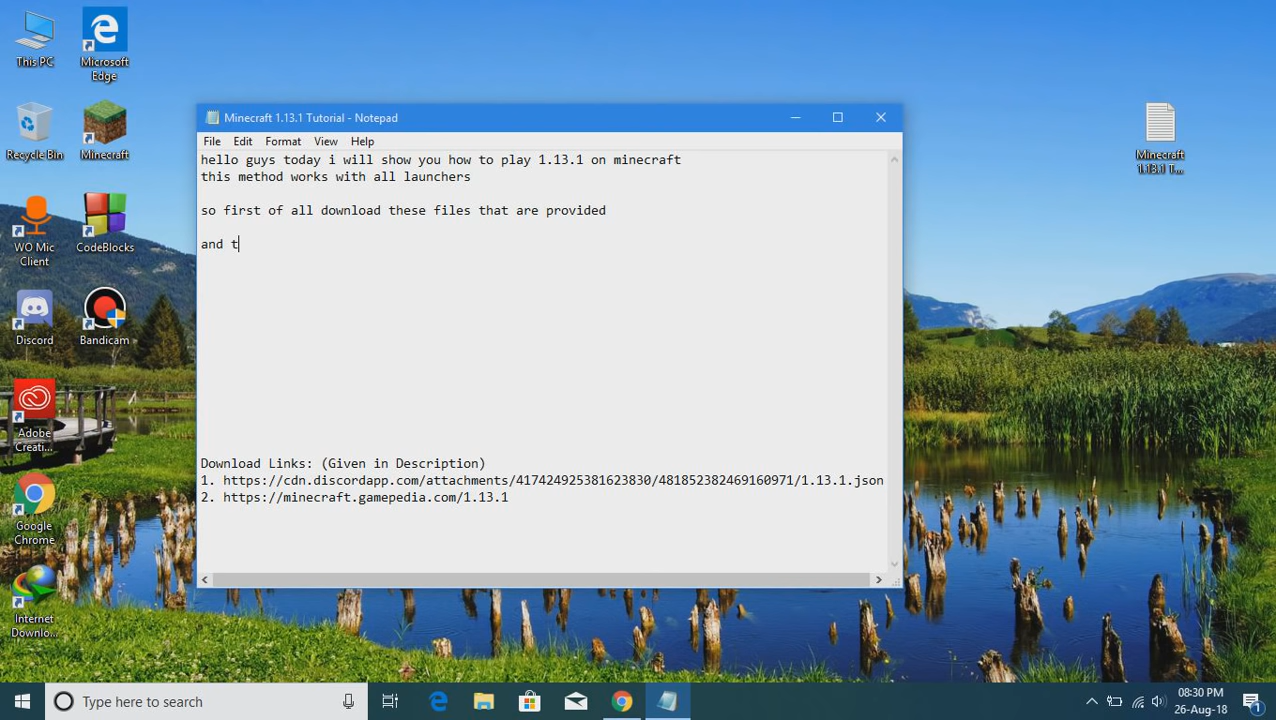 This PC
Microsoft
Edge
Recycle Bin
Minecraft
WO Mic
Client
CodeBlocks
Discord
Bandicam
Adobe
Creati...
Google
Chrome
Internet
Downlo...
Minecraft 1.13.1 Tutorial - Notepad
File Edit Format View Help
hello guys today i will show you how to play 1.13.1 on minecraft
this method works with all launchers
so first of all download these files that are provided
and t
Download Links: (Given in Description)
1. https://cdn.discordapp.com/attachments/417424925381623830/481852382469160971/1.13.1.json
2. https://minecraft.gamepedia.com/1.13.1
Minecraft
1.13.1 T...
Type here to search
08:30 PM
26-Aug-18
1